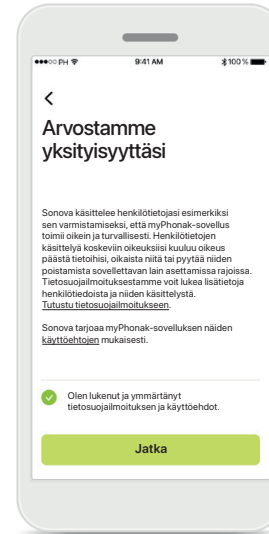 PH 9:41 AM 100 %
Arvostamme
yksityisyyttäsi
Sonova käsittelee henkilötietojasi esimerkiksi
sen varmistamiseksi, että myPhonak-sovellus
toimii oikein ja turvallisesti. Henkilötietojen
käsittelyä koskeviin oikeuksiisi kuuluu oikeus
päästä tietoihisi, oikaista niitä tai pyytää niiden
poistamista sovellettavan lain asettamissa rajoissa.
Tietosuojailmoituksestamme voit lukea lisätietoja
henkilötiedoista ja niiden käsittelystä.
Tutustu tietosuojailmoitukseen.
Sonova tarjoaa myPhonak-sovelluksen näiden
käyttöehtojen mukaisesti.
Olen lukenut ja ymmärtänyt
tietosuojailmoituksen ja käyttöehdot.
Jatka